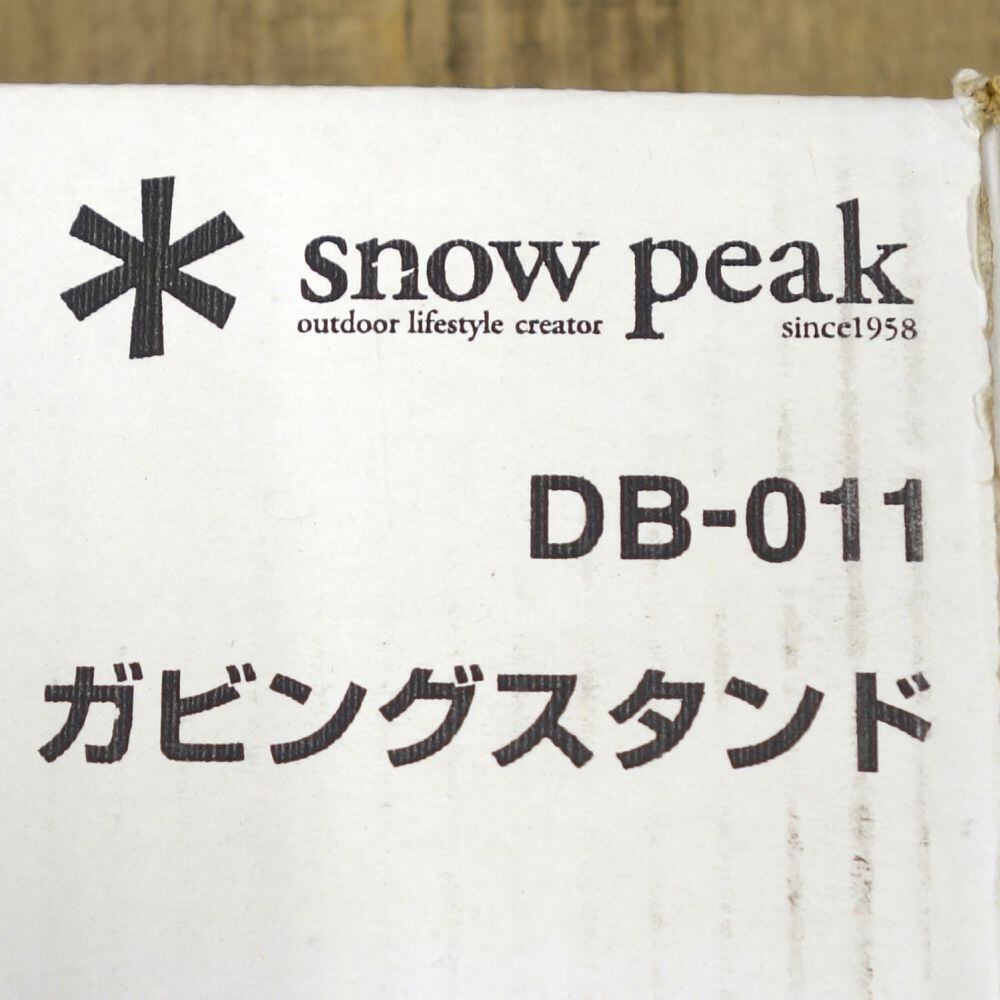 snow peak
outdoor lifestyle creator since1958
DB-011
ガビングスタンド